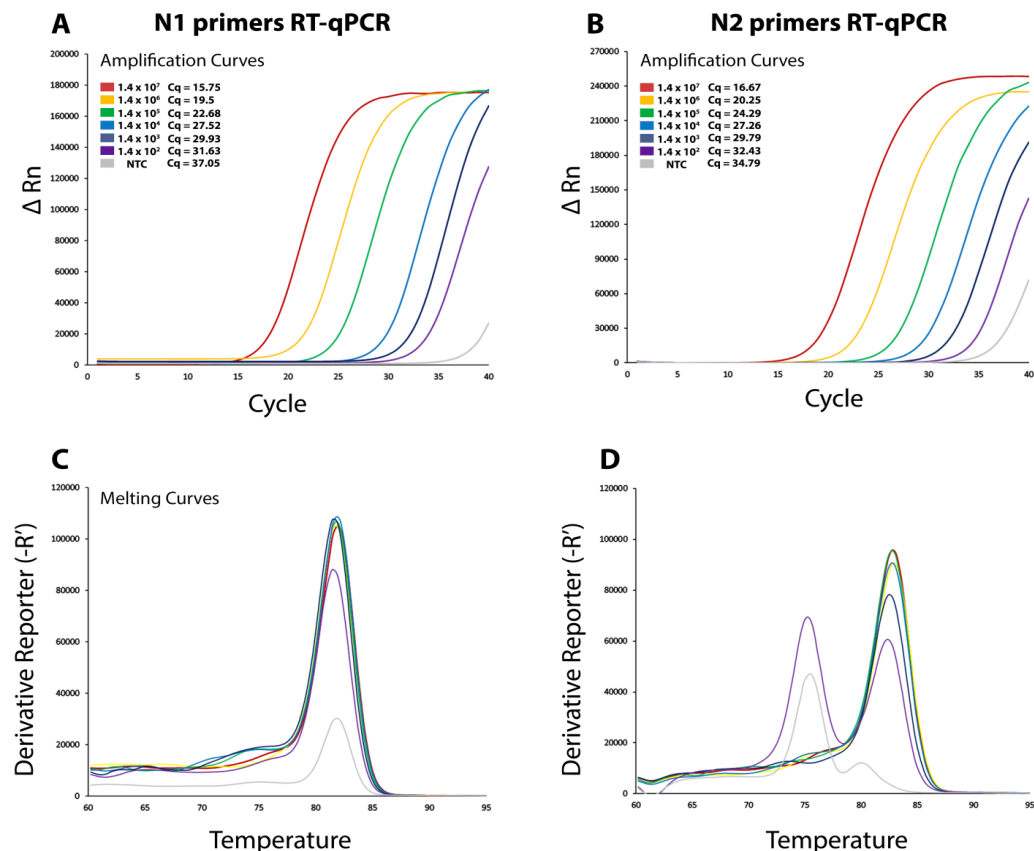 A
N1 primers RT-qPCR
Amplification Curves
1.4 x 10⁷ Cq = 15.75
1.4 x 10⁶ Cq = 19.5
1.4 x 10⁵ Cq = 22.68
1.4 x 10⁴ Cq = 27.52
1.4 x 10³ Cq = 29.93
1.4 x 10² Cq = 31.63
NTC Cq = 37.05
Δ Rn
200000
180000
160000
140000
120000
100000
80000
60000
40000
20000
0
0 5 10 15 20 25 30 35 40
Cycle
B
N2 primers RT-qPCR
Amplification Curves
1.4 x 10⁷ Cq = 16.67
1.4 x 10⁶ Cq = 20.25
1.4 x 10⁵ Cq = 24.29
1.4 x 10⁴ Cq = 27.26
1.4 x 10³ Cq = 29.79
1.4 x 10² Cq = 32.43
NTC Cq = 34.79
Δ Rn
270000
240000
210000
180000
150000
120000
90000
60000
30000
0
0 5 10 15 20 25 30 35 40
Cycle
C
Melting Curves
Derivative Reporter (-R’)
120000
100000
80000
60000
40000
20000
0
60 65 70 75 80 85 90 95
Temperature
D
Derivative Reporter (-R’)
120000
100000
80000
60000
40000
20000
0
60 65 70 75 80 85 90 95
Temperature